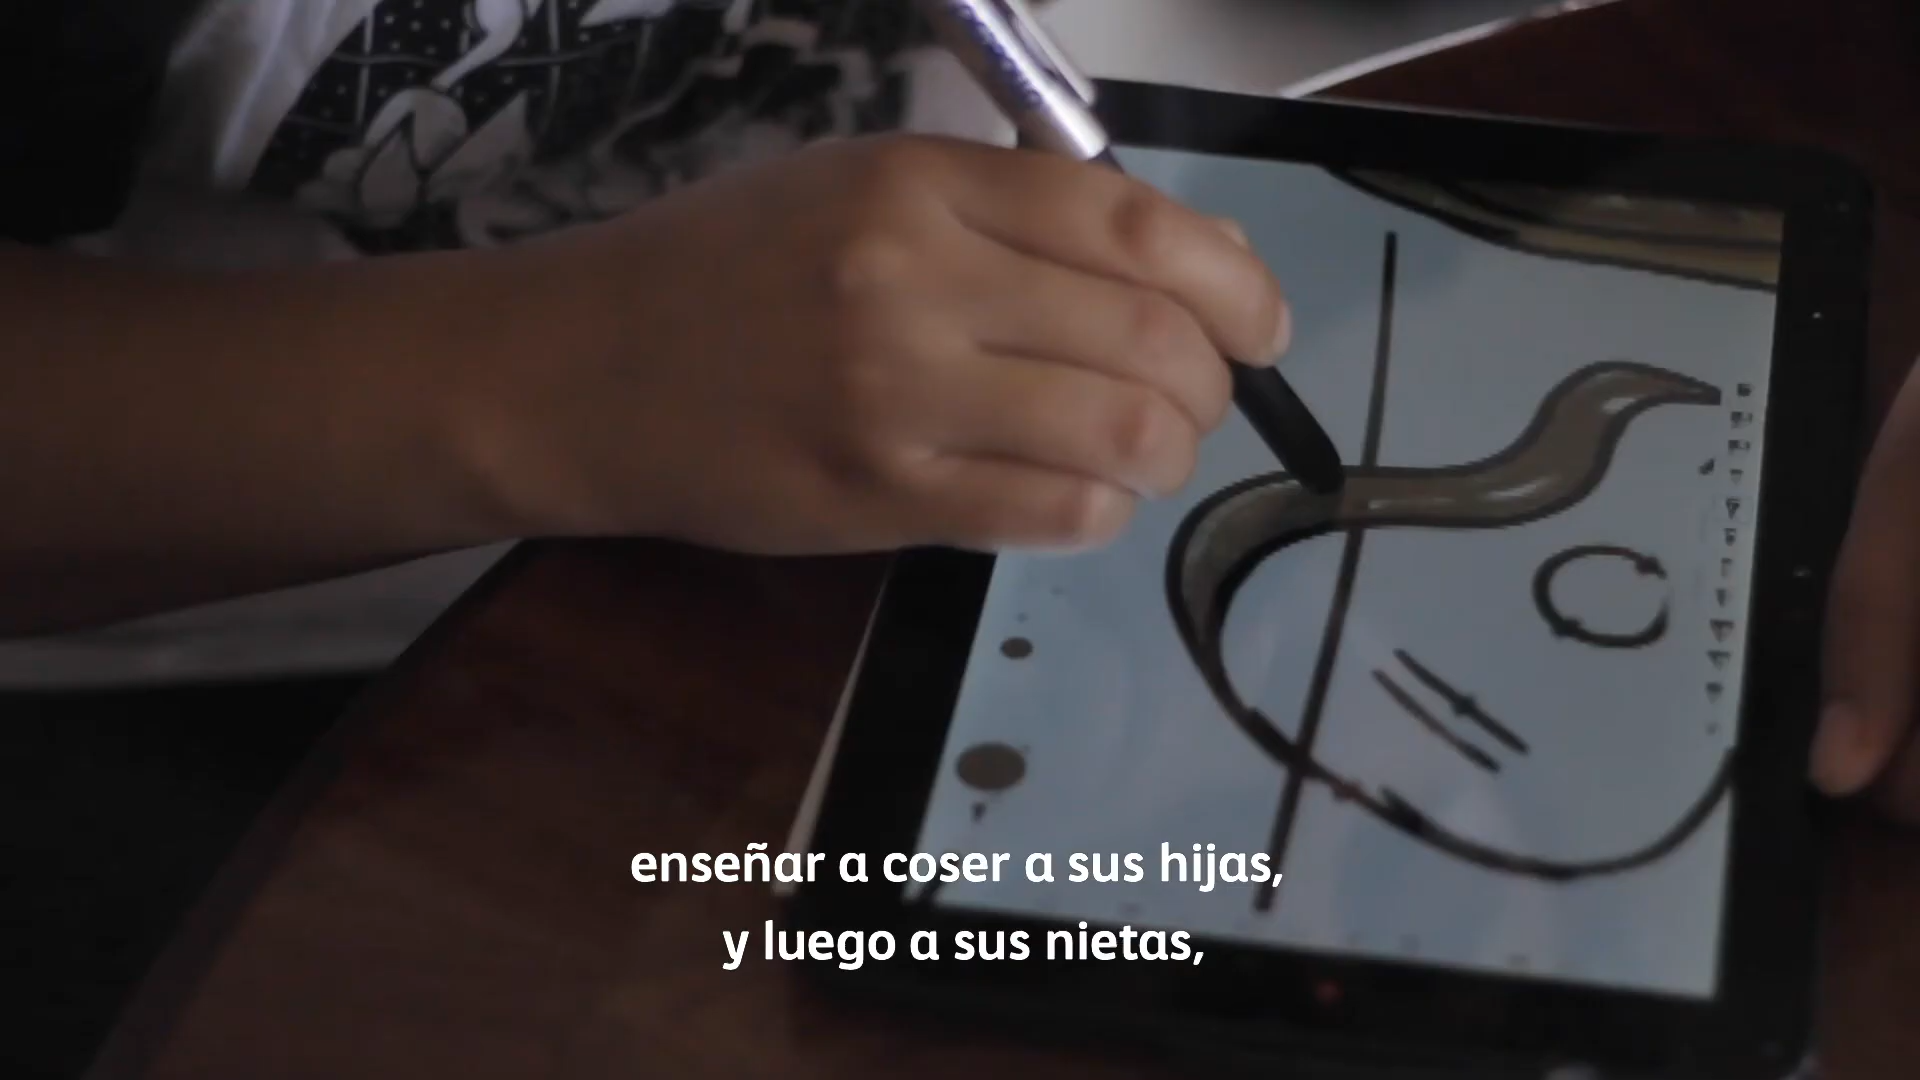 enseñar a coser a sus hijas,
y luego a sus nietas,